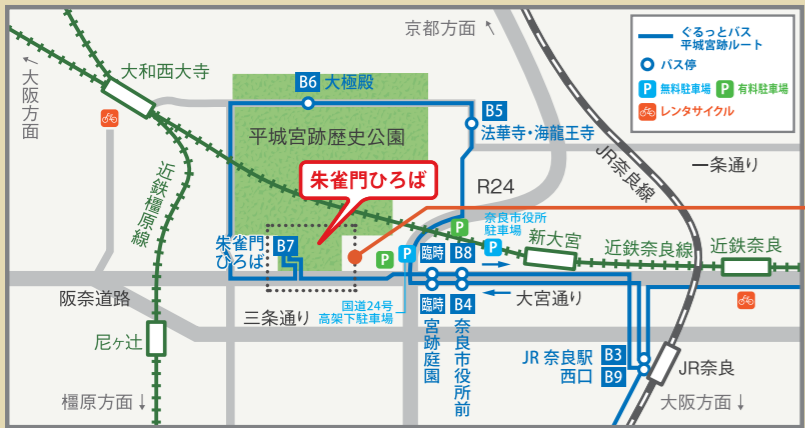 京都方面
ぐるっとバス
平城宮跡ルート
バス停
P 無料駐車場 P 有料駐車場
レンタサイクル
大阪方面
大和西大寺
B6 大極殿
B5
法華寺・海龍王寺
平城宮跡歴史公園
JR奈良線
一条通り
朱雀門ひろば
R24
近鉄橿原線
奈良市役所
駐車場
P
朱雀門
ひろば
B7
P
P
臨時
B8
P
新大宮
近鉄奈良線
近鉄奈良
阪奈道路
臨時
B4
大宮通り
国道24号
高架下駐車場
三条通り
宮跡庭園
奈良市役所前
尼ヶ辻
JR 奈良駅
西口
B3
B9
JR奈良
橿原方面
大阪方面